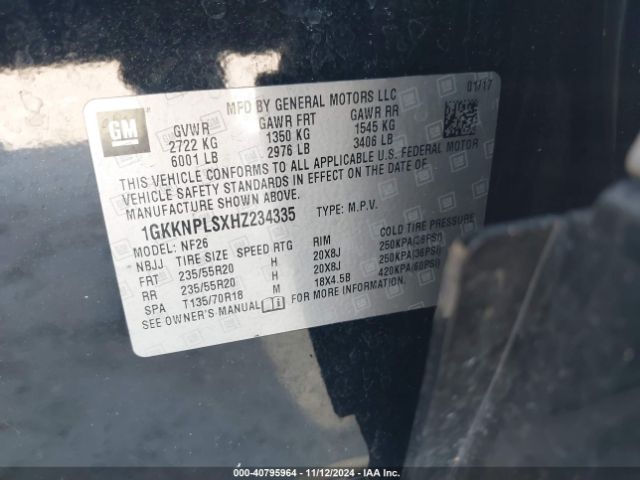 GM
MFD BY GENERAL MOTORS LLC
01/17
GVWR GAWR FRT GAWR RR
2722 KG 1350 KG 1545 KG
6001 LB 2976 LB 3406 LB
THIS VEHICLE CONFORMS TO ALL APPLICABLE U.S. FEDERAL MOTOR
VEHICLE SAFETY STANDARDS IN EFFECT ON THE DATE OF
MANUFACTURE SHOWN ABOVE.
1GKKNPLSXHZ234335 TYPE: M.P.V.
MODEL: NF26
NBJJ TIRE SIZE SPEED RTG RIM COLD TIRE PRESSURE
FRT 235/55R20 H 20X8J 250KPA(36PSI)
RR 235/55R20 H 20X8J 250KPA(36PSI)
SPA T135/70R18 M 18X4.5B 420KPA(60PSI)
SEE OWNER'S MANUAL FOR MORE INFORMATION.
000-40795964 - 11/12/2024 - IAAI.com